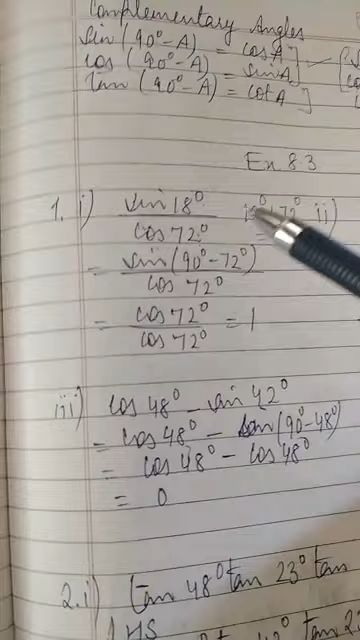 Complementary Angles
sin (90° - A) = cos A
cos (90° - A) = sin A
tan (90° - A) = cot A
Ex 8.3
1. i) sin 18° / cos 72° ii)
= sin (90° - 72°) / cos 72°
= cos 72° / cos 72° = 1
iii) cos 48° - sin 42°
= cos 48° - sin (90° - 48°)
= cos 48° - cos 48°
= 0
2. i) tan 48° tan 23° tan
LHS